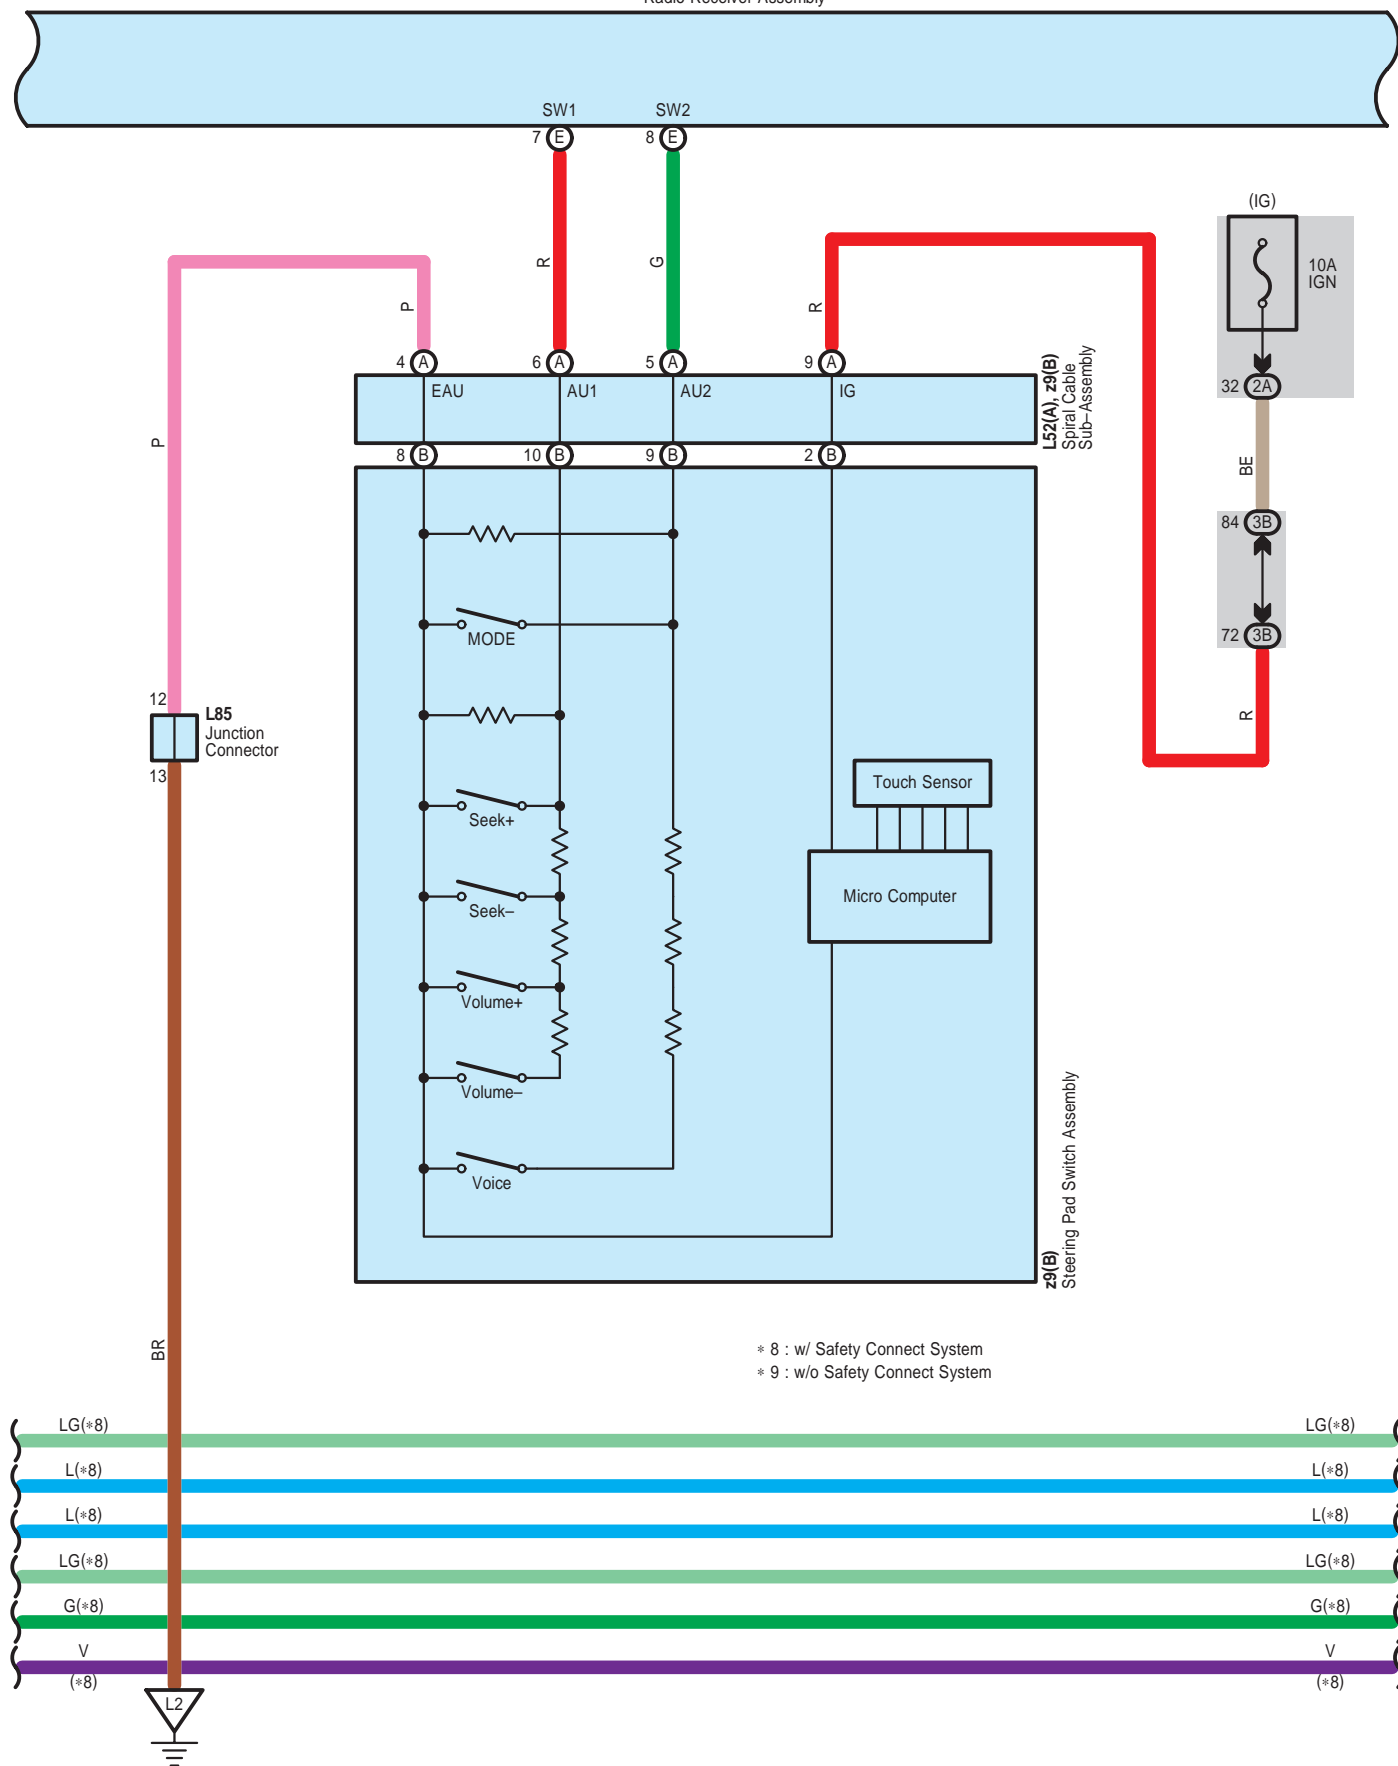 Radio Receiver Assembly
SW1
SW2
7 E
8 E
(IG)
10A
IGN
R
G
P
R
4 A
6 A
5 A
9 A
32 2A
EAU
AU1
AU2
IG
L52(A), z9(B)
Spiral Cable
Sub–Assembly
P
8 B
10 B
9 B
2 B
BE
84 3B
MODE
72 3B
12
L85
Junction
Connector
13
R
Touch Sensor
Seek+
Micro Computer
Seek–
Volume+
Volume–
Voice
z9(B)
Steering Pad Switch Assembly
BR
* 8 : w/ Safety Connect System
* 9 : w/o Safety Connect System
LG(*8)
LG(*8)
L(*8)
L(*8)
L(*8)
L(*8)
LG(*8)
LG(*8)
G(*8)
G(*8)
V
(*8)
V
(*8)
L2